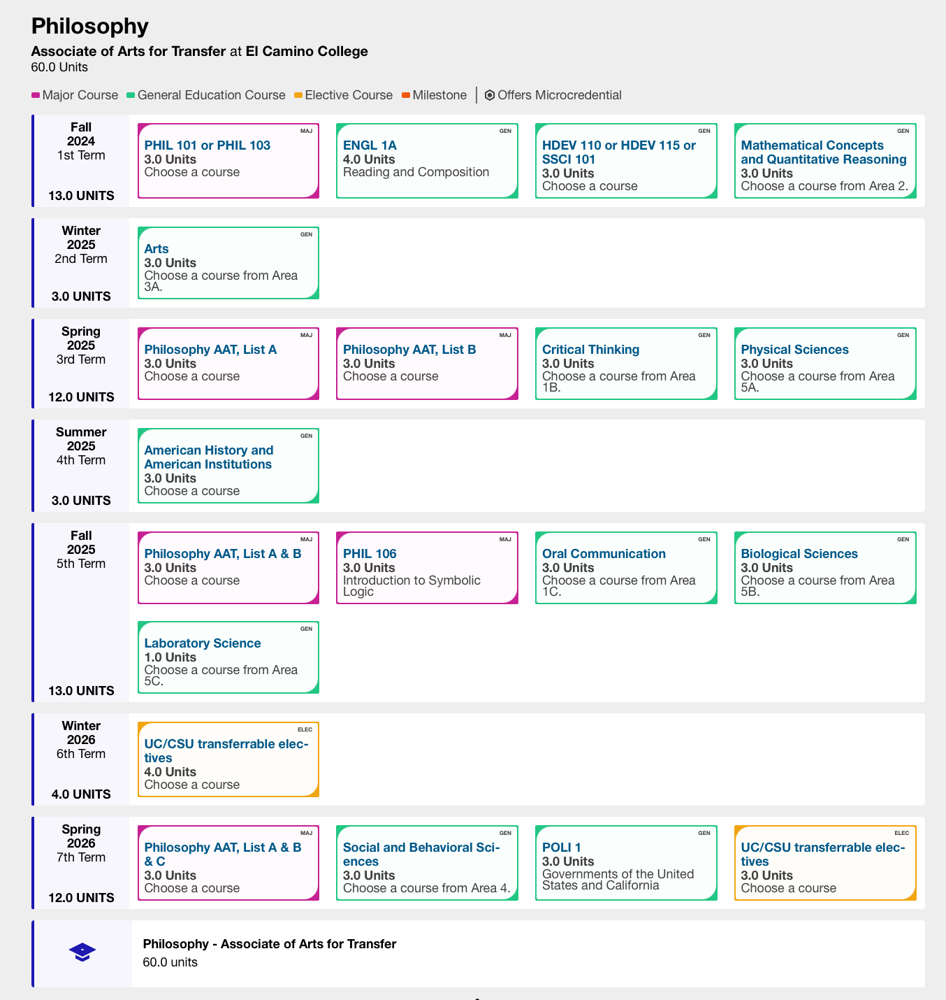 Philosophy
Associate of Arts for Transfer at El Camino College
60.0 Units
Major Course General Education Course Elective Course Milestone Offers Microcredential
Fall
2024
1st Term
13.0 UNITS
MAJ
PHIL 101 or PHIL 103
3.0 Units
Choose a course
GEN
ENGL 1A
4.0 Units
Reading and Composition
GEN
HDEV 110 or HDEV 115 or
SSCI 101
3.0 Units
Choose a course
GEN
Mathematical Concepts
and Quantitative Reasoning
3.0 Units
Choose a course from Area 2.
Winter
2025
2nd Term
3.0 UNITS
GEN
Arts
3.0 Units
Choose a course from Area
3A.
Spring
2025
3rd Term
12.0 UNITS
MAJ
Philosophy AAT, List A
3.0 Units
Choose a course
MAJ
Philosophy AAT, List B
3.0 Units
Choose a course
GEN
Critical Thinking
3.0 Units
Choose a course from Area
1B.
GEN
Physical Sciences
3.0 Units
Choose a course from Area
5A.
Summer
2025
4th Term
3.0 UNITS
GEN
American History and
American Institutions
3.0 Units
Choose a course
Fall
2025
5th Term
13.0 UNITS
MAJ
Philosophy AAT, List A & B
3.0 Units
Choose a course
MAJ
PHIL 106
3.0 Units
Introduction to Symbolic
Logic
GEN
Oral Communication
3.0 Units
Choose a course from Area
1C.
GEN
Biological Sciences
3.0 Units
Choose a course from Area
5B.
GEN
Laboratory Science
1.0 Units
Choose a course from Area
5C.
Winter
2026
6th Term
4.0 UNITS
ELEC
UC/CSU transferrable elec-
tives
4.0 Units
Choose a course
Spring
2026
7th Term
12.0 UNITS
MAJ
Philosophy AAT, List A & B
& C
3.0 Units
Choose a course
GEN
Social and Behavioral Sci-
ences
3.0 Units
Choose a course from Area 4.
GEN
POLI 1
3.0 Units
Governments of the United
States and California
ELEC
UC/CSU transferrable elec-
tives
3.0 Units
Choose a course
Philosophy - Associate of Arts for Transfer
60.0 units